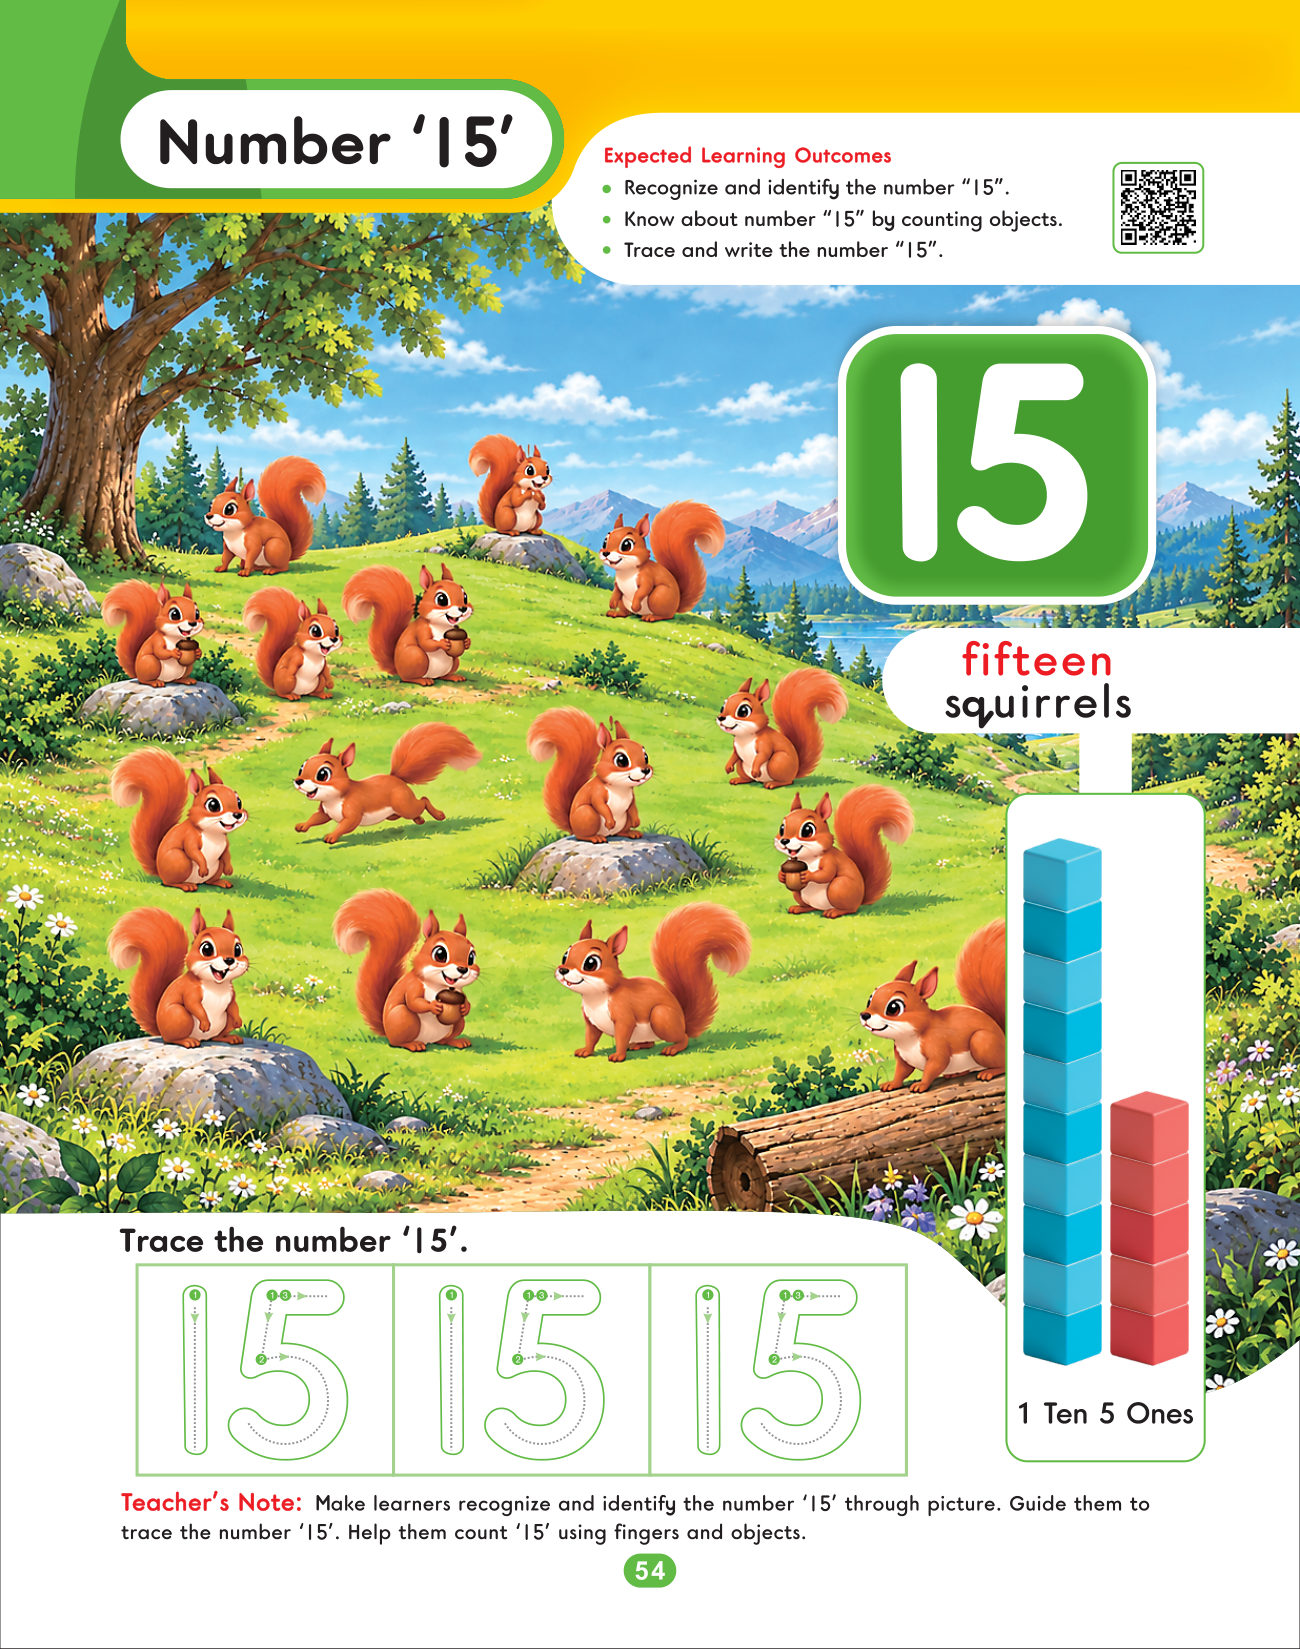 Number ‘15’
Expected Learning Outcomes
• Recognize and identify the number “15”.
• Know about number “15” by counting objects.
• Trace and write the number “15”.
15
fifteen
squirrels
1 Ten 5 Ones
Trace the number ‘15’.
15 15 15
Teacher’s Note: Make learners recognize and identify the number ‘15’ through picture. Guide them to
trace the number ‘15’. Help them count ‘15’ using fingers and objects.
54